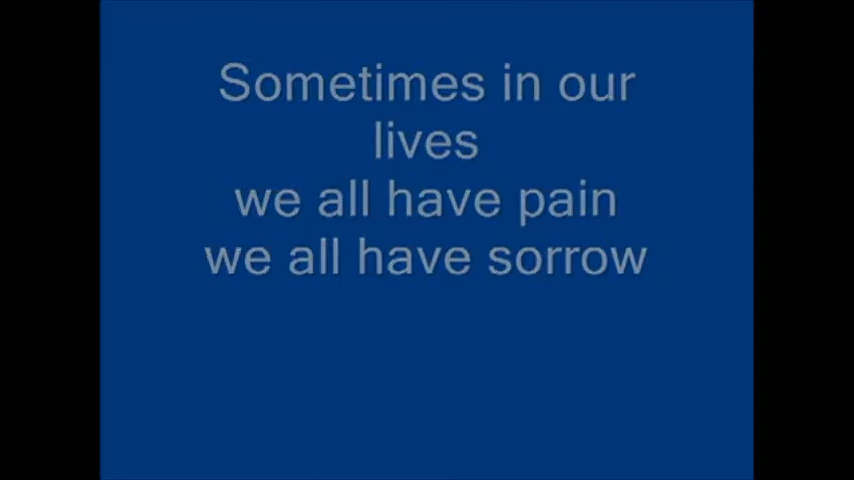 Sometimes in our
lives
we all have pain
we all have sorrow